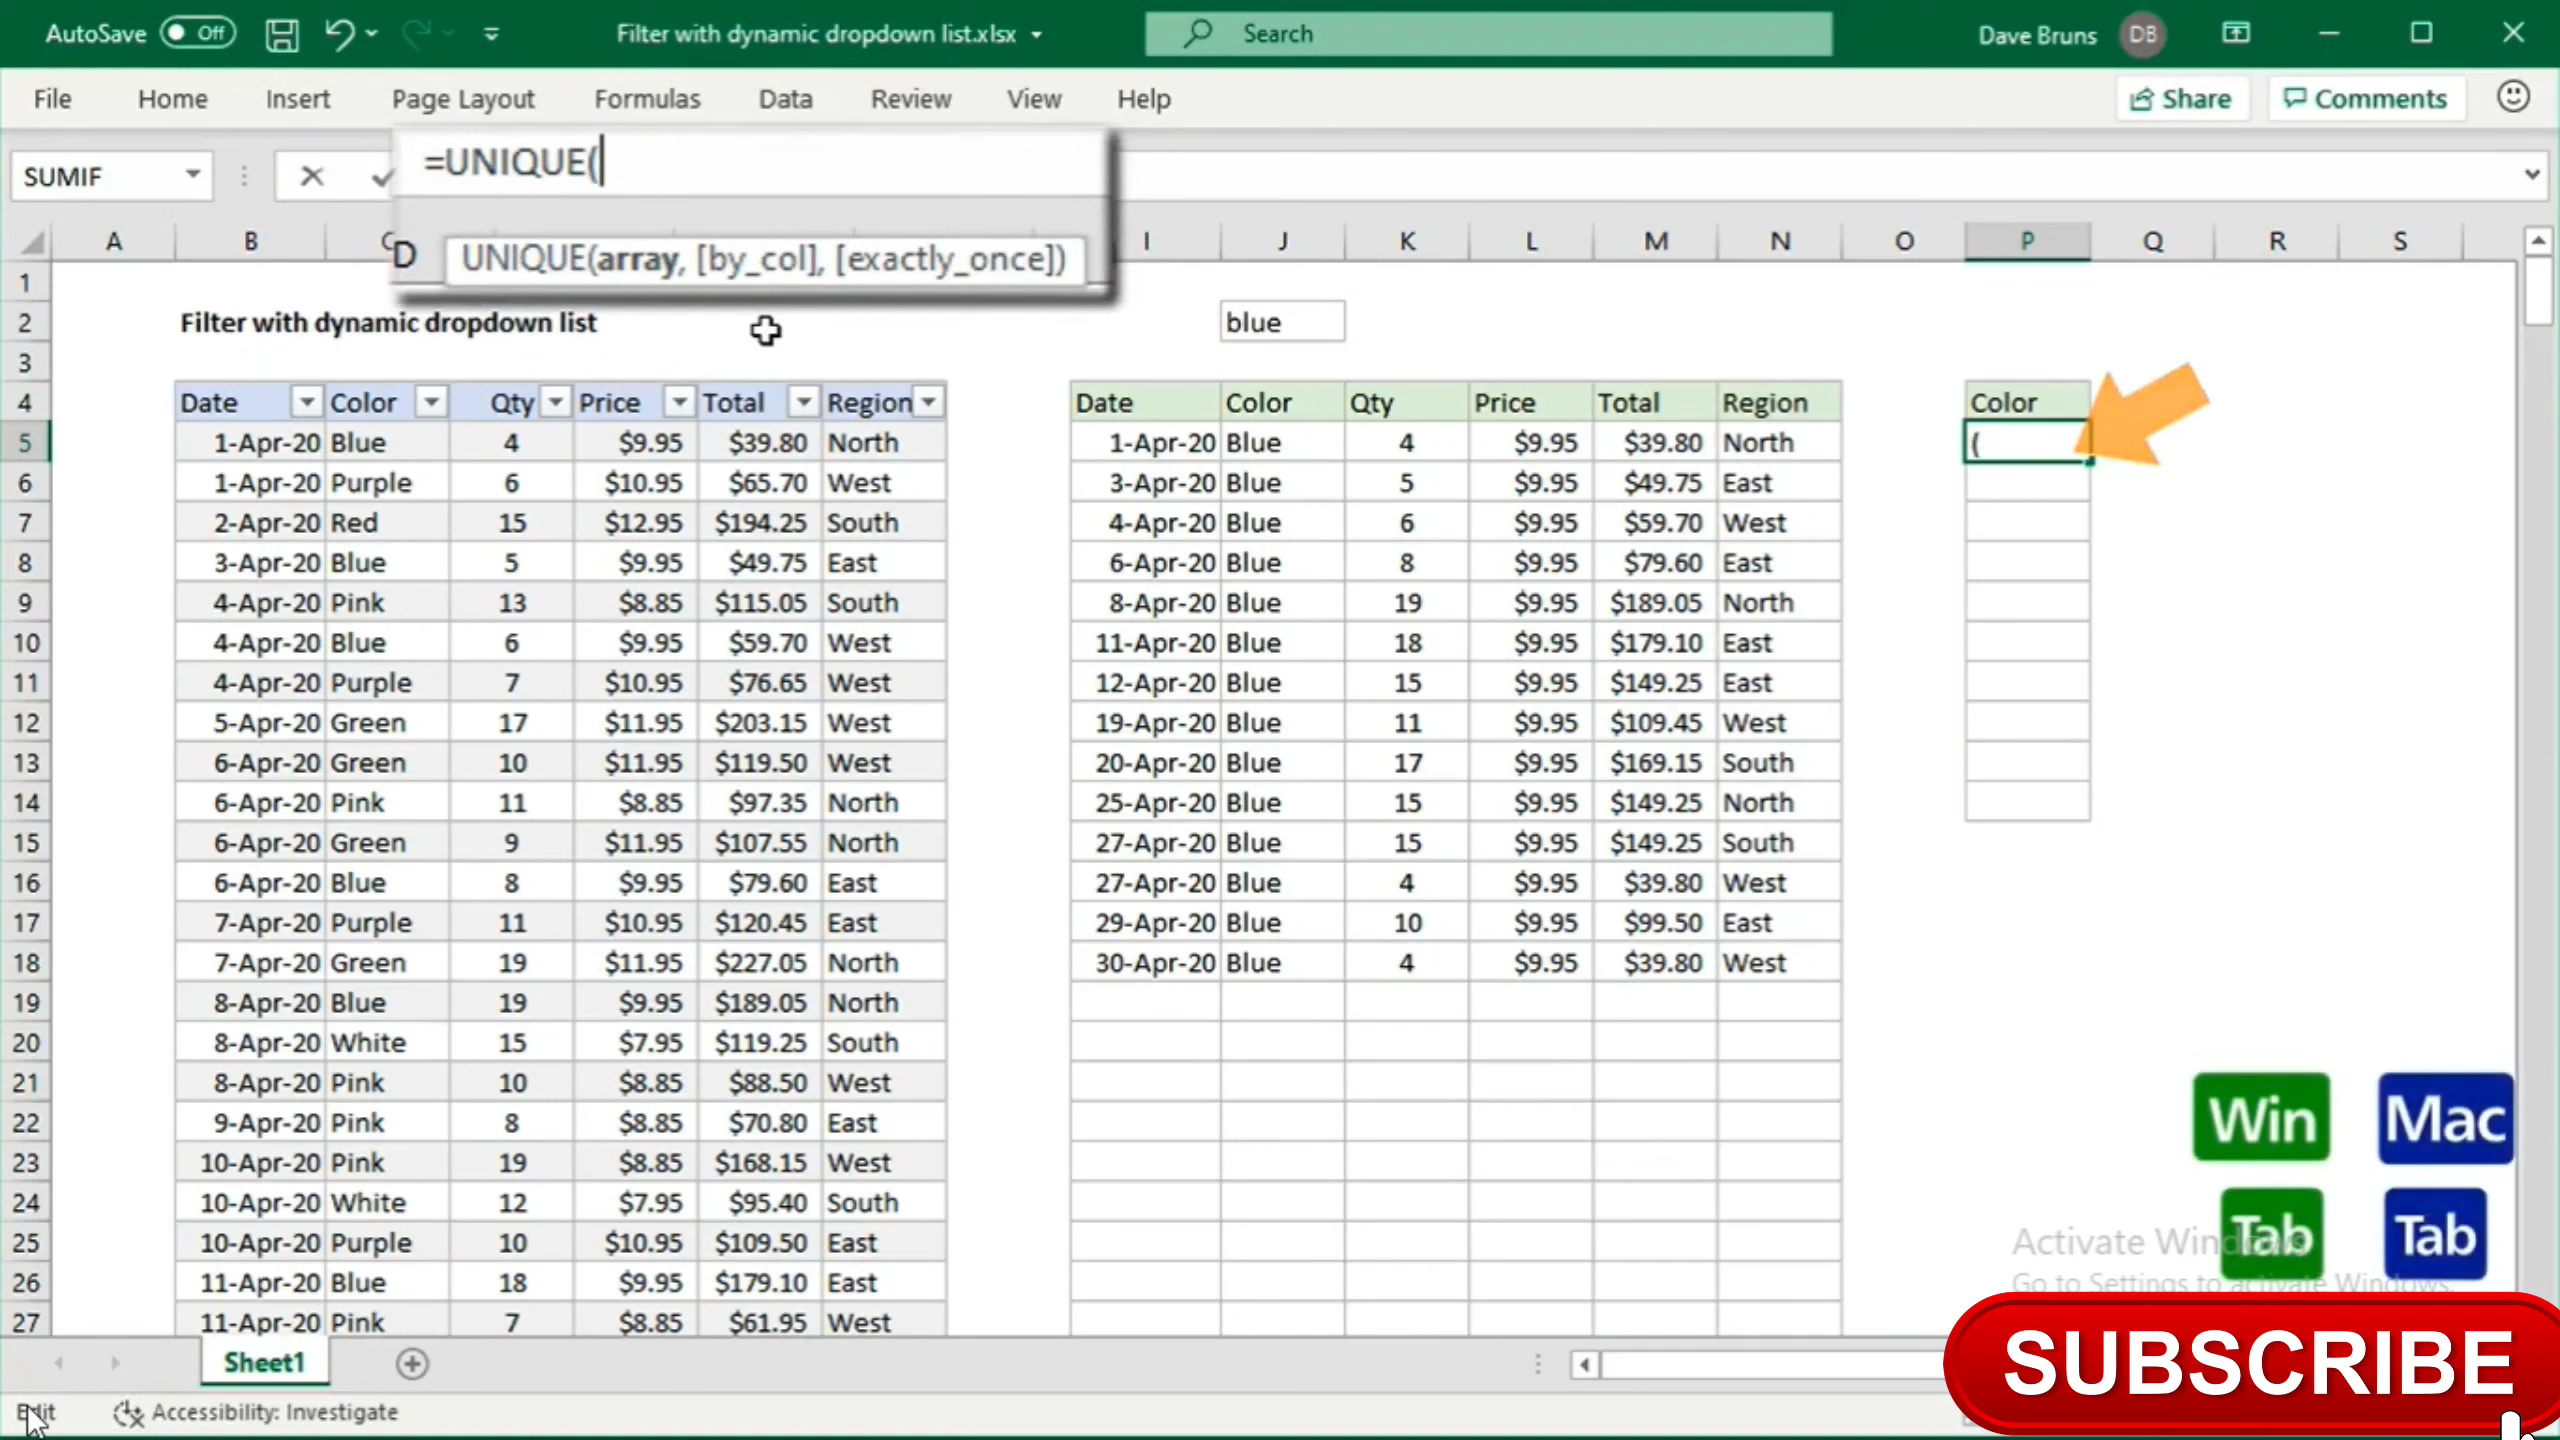 AutoSave Off Filter with dynamic dropdown list.xlsx Search Dave Bruns DB
File Home Insert Page Layout Formulas Data Review View Help Share Comments
=UNIQUE(
SUMIF
UNIQUE(array, [by_col], [exactly_once])
A B C D I J K L M N O P Q R S
1
2 Filter with dynamic dropdown list blue
3
4 Date Color Qty Price Total Region Date Color Qty Price Total Region Color
5 1-Apr-20 Blue 4 $9.95 $39.80 North 1-Apr-20 Blue 4 $9.95 $39.80 North (
6 1-Apr-20 Purple 6 $10.95 $65.70 West 3-Apr-20 Blue 5 $9.95 $49.75 East
7 2-Apr-20 Red 15 $12.95 $194.25 South 4-Apr-20 Blue 6 $9.95 $59.70 West
8 3-Apr-20 Blue 5 $9.95 $49.75 East 6-Apr-20 Blue 8 $9.95 $79.60 East
9 4-Apr-20 Pink 13 $8.85 $115.05 South 8-Apr-20 Blue 19 $9.95 $189.05 North
10 4-Apr-20 Blue 6 $9.95 $59.70 West 11-Apr-20 Blue 18 $9.95 $179.10 East
11 4-Apr-20 Purple 7 $10.95 $76.65 West 12-Apr-20 Blue 15 $9.95 $149.25 East
12 5-Apr-20 Green 17 $11.95 $203.15 West 19-Apr-20 Blue 11 $9.95 $109.45 West
13 6-Apr-20 Green 10 $11.95 $119.50 West 20-Apr-20 Blue 17 $9.95 $169.15 South
14 6-Apr-20 Pink 11 $8.85 $97.35 North 25-Apr-20 Blue 15 $9.95 $149.25 North
15 6-Apr-20 Green 9 $11.95 $107.55 North 27-Apr-20 Blue 15 $9.95 $149.25 South
16 6-Apr-20 Blue 8 $9.95 $79.60 East 27-Apr-20 Blue 4 $9.95 $39.80 West
17 7-Apr-20 Purple 11 $10.95 $120.45 East 29-Apr-20 Blue 10 $9.95 $99.50 East
18 7-Apr-20 Green 19 $11.95 $227.05 North 30-Apr-20 Blue 4 $9.95 $39.80 West
19 8-Apr-20 Blue 19 $9.95 $189.05 North
20 8-Apr-20 White 15 $7.95 $119.25 South
21 8-Apr-20 Pink 10 $8.85 $88.50 West
22 9-Apr-20 Pink 8 $8.85 $70.80 East
23 10-Apr-20 Pink 19 $8.85 $168.15 West
24 10-Apr-20 White 12 $7.95 $95.40 South
25 10-Apr-20 Purple 10 $10.95 $109.50 East
26 11-Apr-20 Blue 18 $9.95 $179.10 East
27 11-Apr-20 Pink 7 $8.85 $61.95 West
Win Mac
Tab Tab
Activate Windows
Go to Settings to activate Windows.
SUBSCRIBE
Sheet1
Edit Accessibility: Investigate